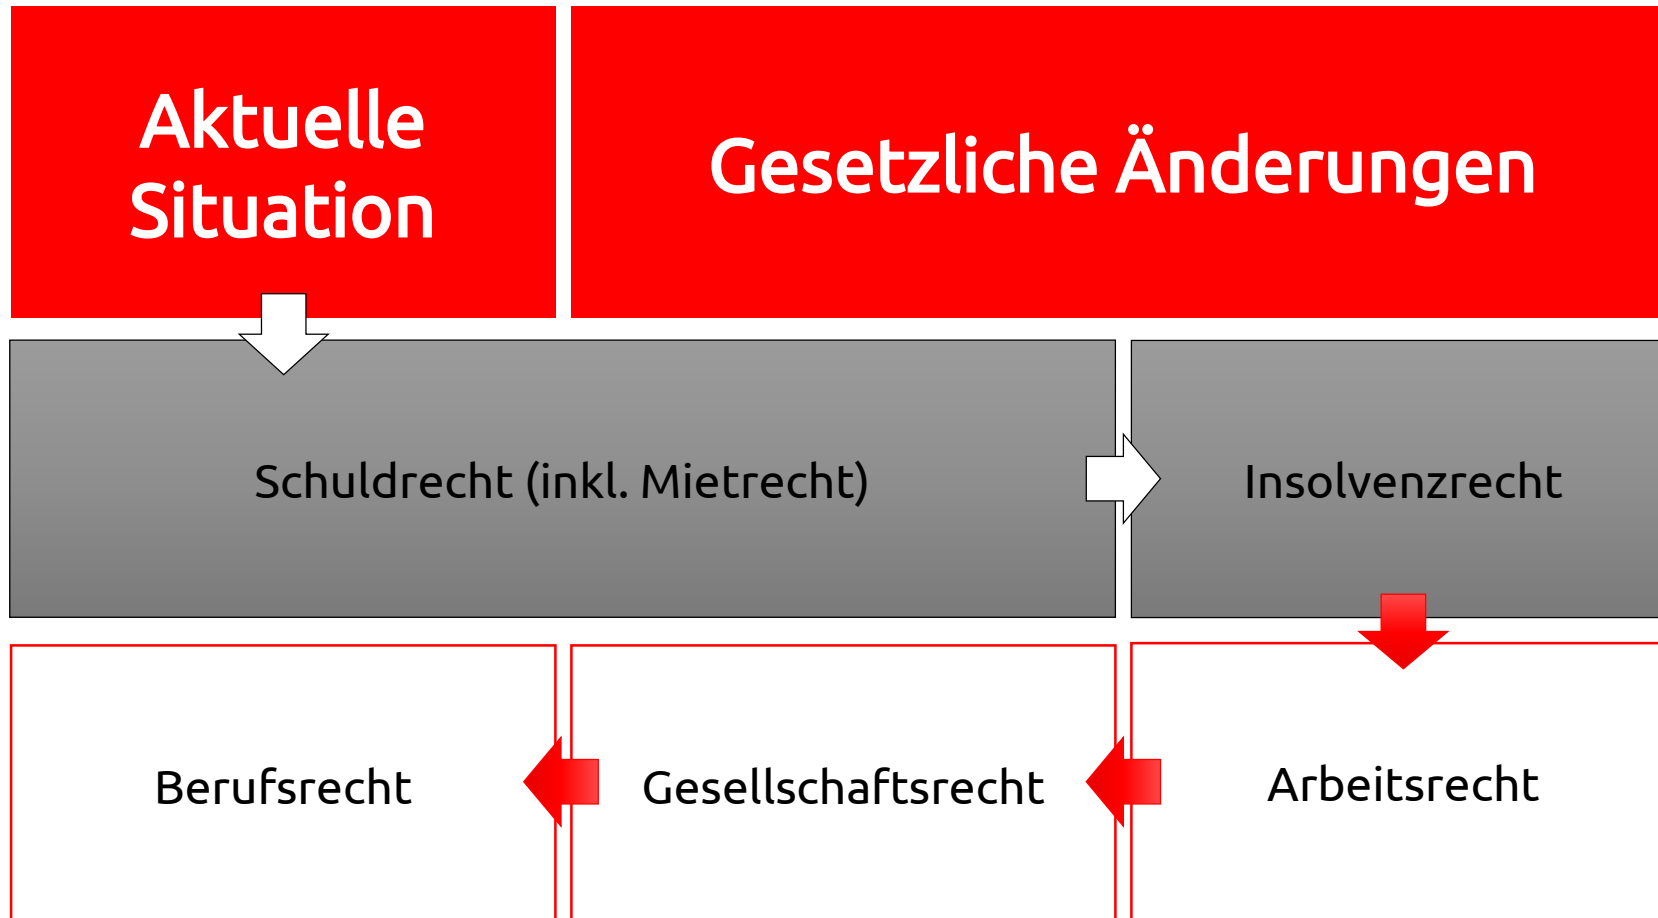 Aktuelle
Situation
Gesetzliche Änderungen
Schuldrecht (inkl. Mietrecht)
Insolvenzrecht
Berufsrecht
Gesellschaftsrecht
Arbeitsrecht